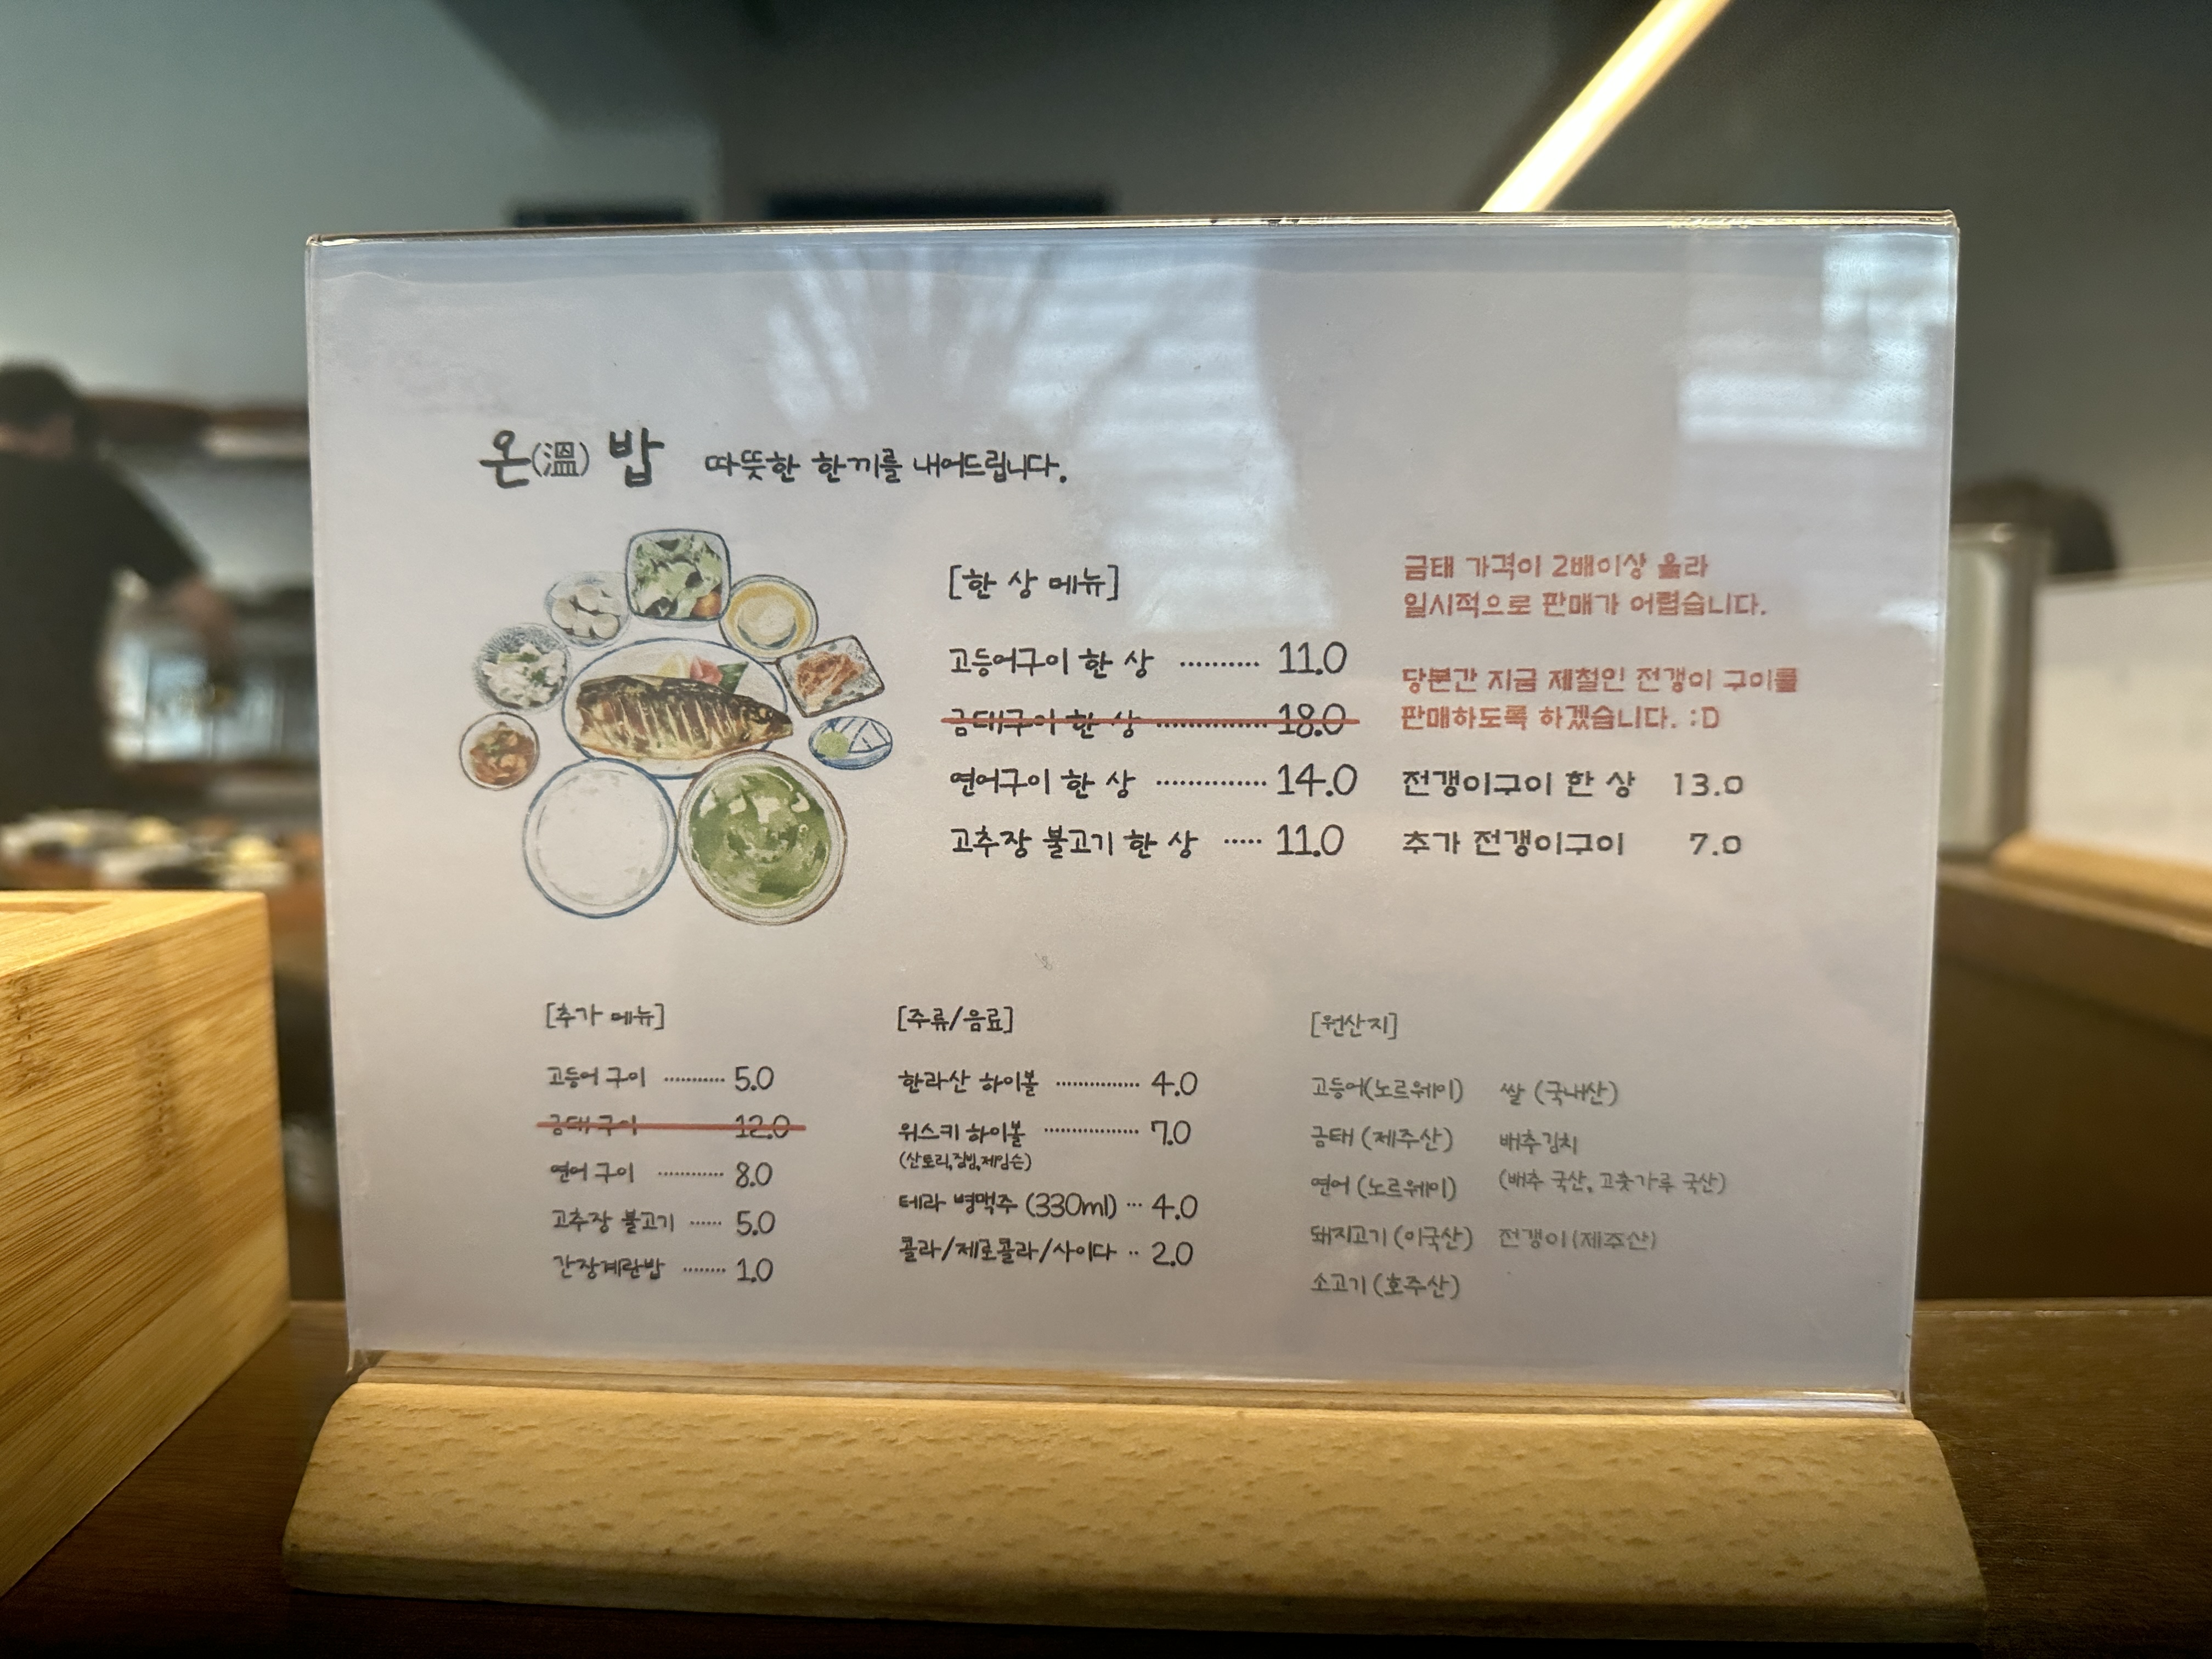 온(溫) 밥 따뜻한 한끼를 내어드립니다.
[한 상 메뉴]
고등어구이 한 상 .......... 11.0
금태구이 한 상 .............. 18.0
연어구이 한 상 .............. 14.0
고추장 불고기 한 상 ..... 11.0
금태 가격이 2배이상 올라
일시적으로 판매가 어렵습니다.
당분간 지금 제철인 전갱이 구이를
판매하도록 하겠습니다. :D
전갱이구이 한 상 13.0
추가 전갱이구이 7.0
[추가 메뉴]
고등어 구이 ........... 5.0
금태 구이 12.0
연어 구이 ............ 8.0
고추장 불고기 ...... 5.0
간장계란밥 ........ 1.0
[주류/음료]
한라산 하이볼 ............... 4.0
위스키 하이볼 ................. 7.0
(산토리,짐빔,제임슨)
테라 병맥주 (330ml) ... 4.0
콜라/제로콜라/사이다 .. 2.0
[원산지]
고등어(노르웨이) 쌀 (국내산)
금태 (제주산) 배추김치
연어 (노르웨이) (배추 국산, 고춧가루 국산)
돼지고기 (미국산) 전갱이(제주산)
소고기 (호주산)